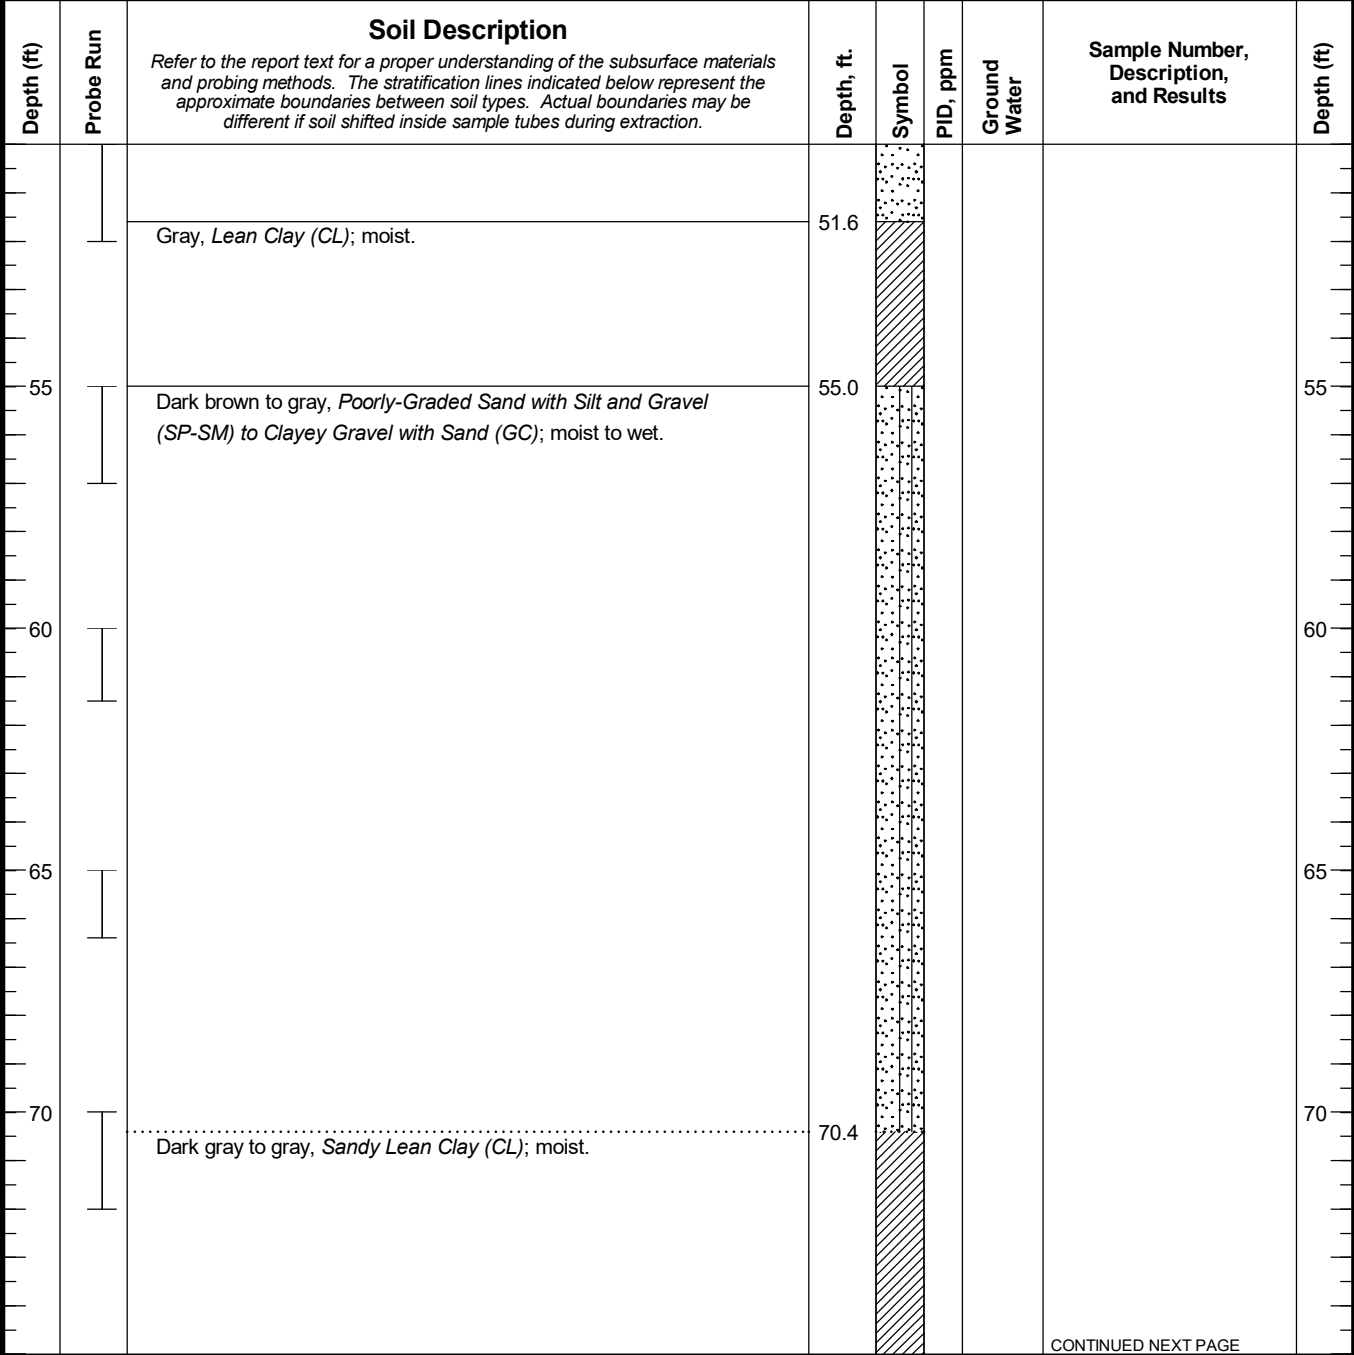 Depth (ft)
Probe Run
Soil Description
Refer to the report text for a proper understanding of the subsurface materials
and probing methods. The stratification lines indicated below represent the
approximate boundaries between soil types. Actual boundaries may be
different if soil shifted inside sample tubes during extraction.
Depth, ft.
Symbol
PID, ppm
Ground
Water
Sample Number,
Description,
and Results
Depth (ft)
51.6
Gray, Lean Clay (CL); moist.
55
55.0
55
Dark brown to gray, Poorly-Graded Sand with Silt and Gravel
(SP-SM) to Clayey Gravel with Sand (GC); moist to wet.
60
60
65
65
70
70
70.4
Dark gray to gray, Sandy Lean Clay (CL); moist.
CONTINUED NEXT PAGE